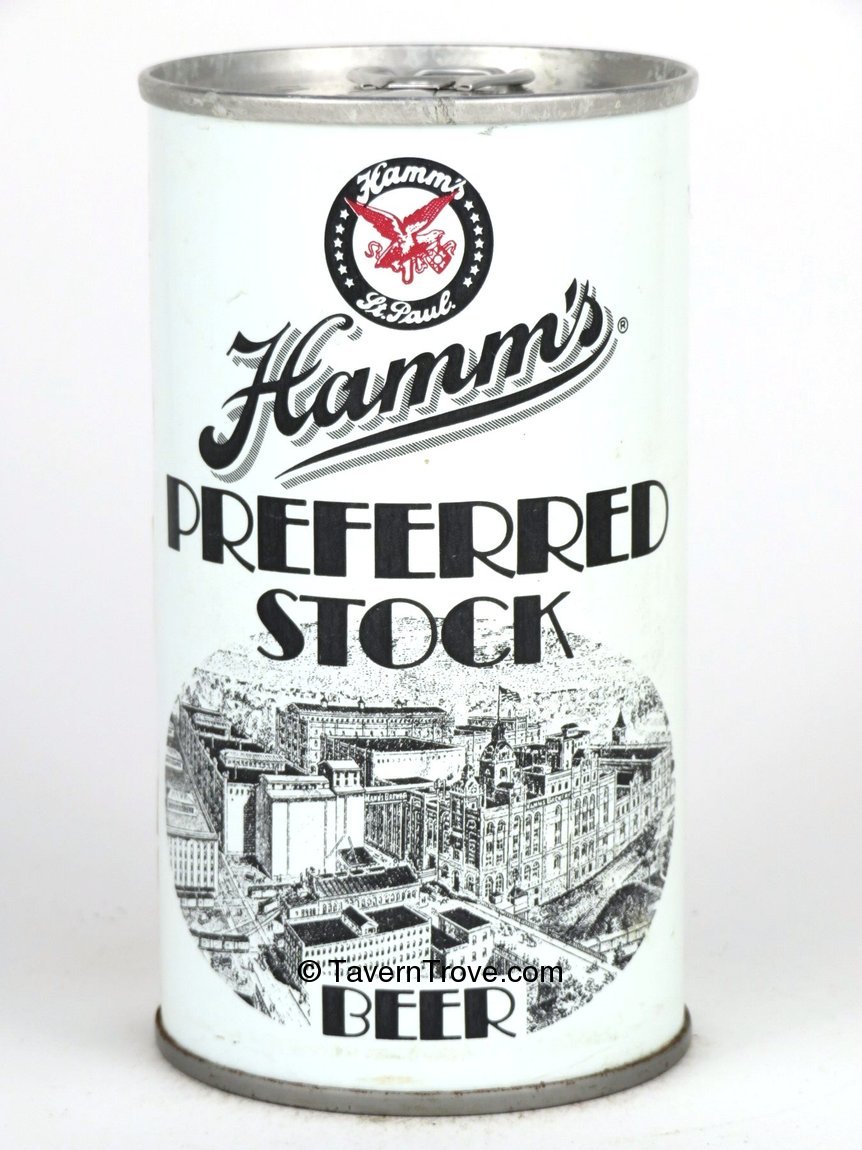 Hamm's
St. Paul.
Hamm's®
PREFERRED
STOCK
© TavernTrove.com
BEER